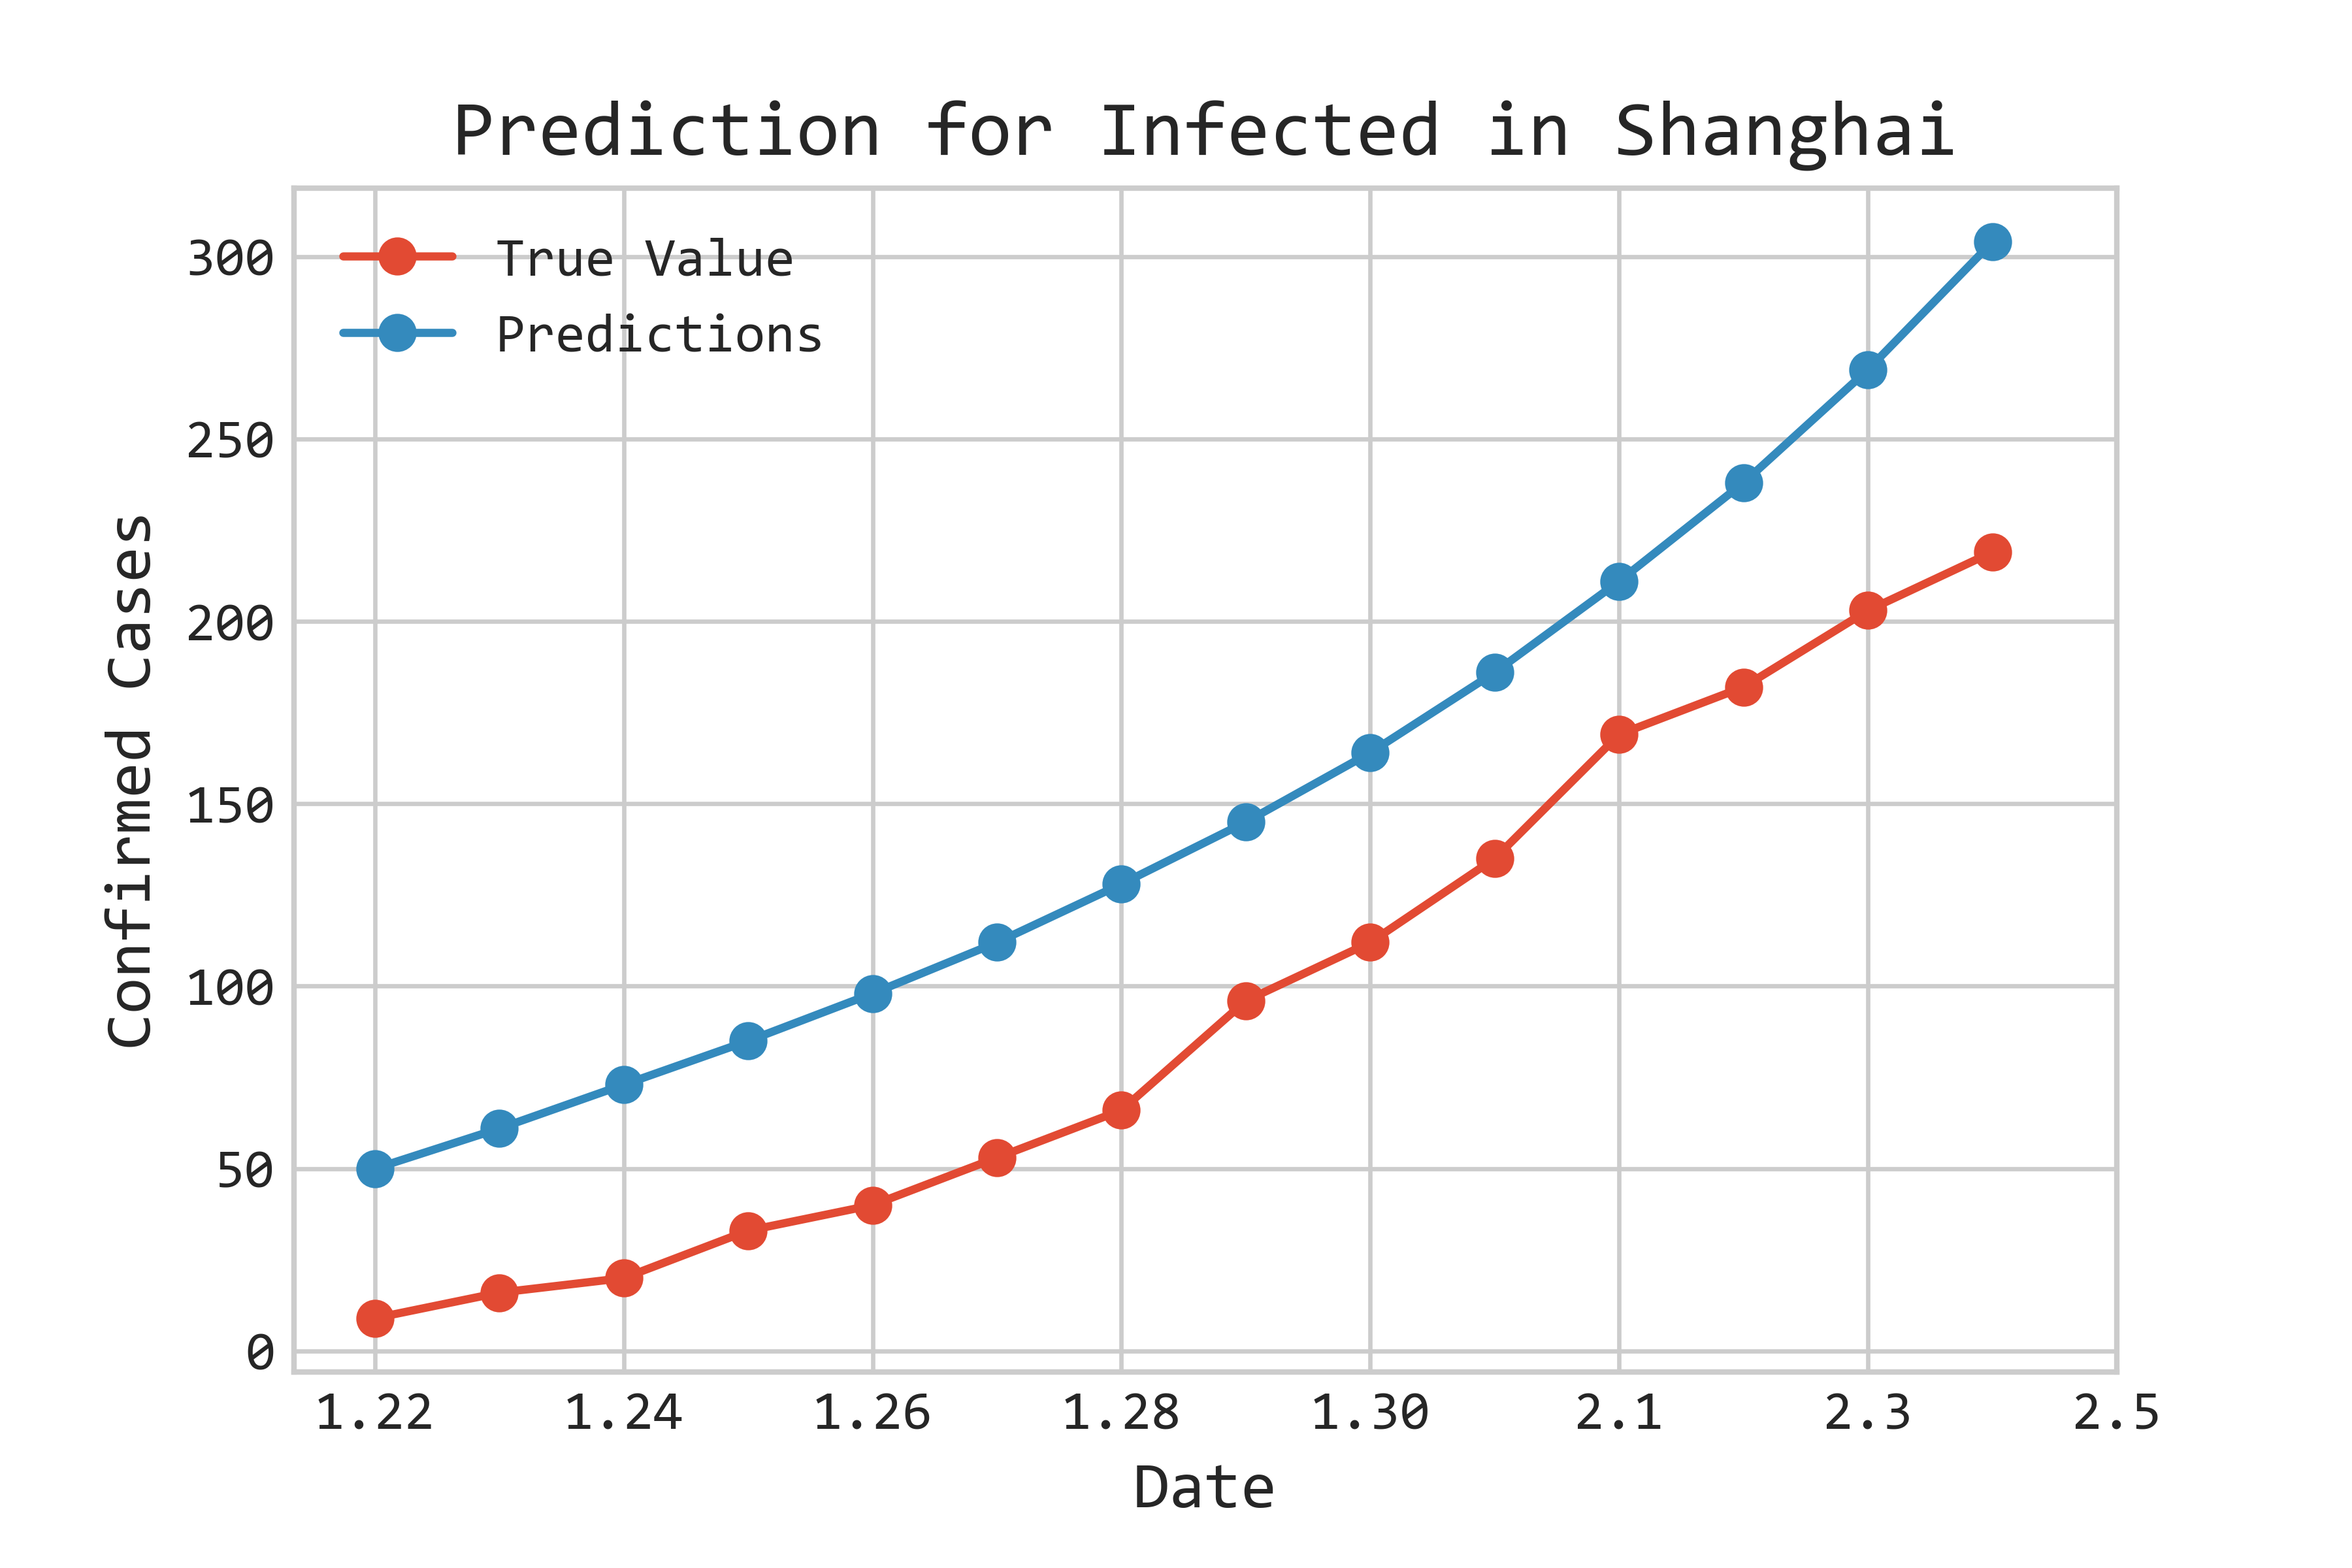 Prediction for Infected in Shanghai
True Value
Predictions
300
250
200
150
100
50
0
Confirmed Cases
1.22 1.24 1.26 1.28 1.30 2.1 2.3 2.5
Date